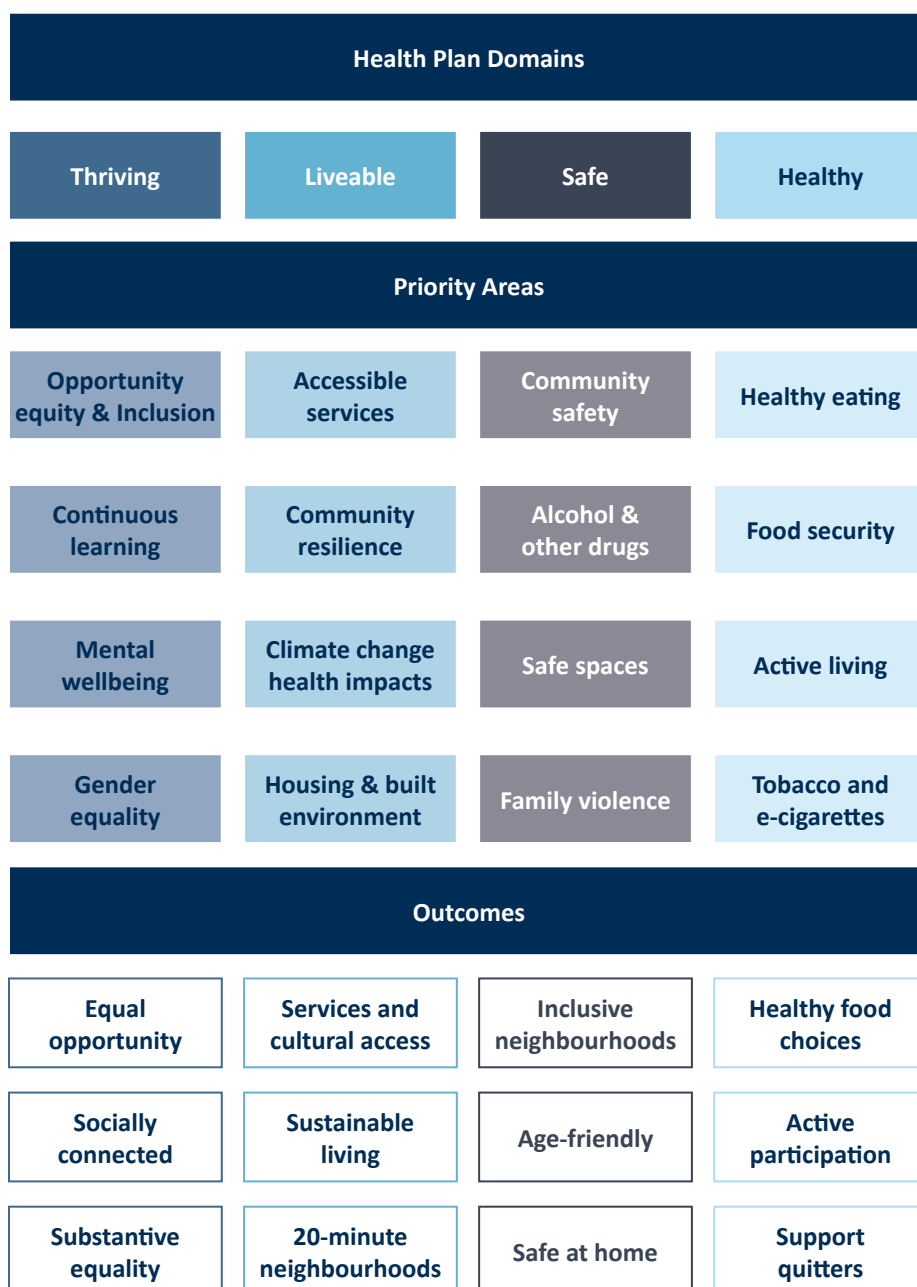 Health Plan Domains
Thriving
Liveable
Safe
Healthy
Priority Areas
Opportunity
equity & Inclusion
Accessible
services
Community
safety
Healthy eating
Continuous
learning
Community
resilience
Alcohol &
other drugs
Food security
Mental
wellbeing
Climate change
health impacts
Safe spaces
Active living
Gender
equality
Housing & built
environment
Family violence
Tobacco and
e-cigarettes
Outcomes
Equal
opportunity
Services and
cultural access
Inclusive
neighbourhoods
Healthy food
choices
Socially
connected
Sustainable
living
Age-friendly
Active
participation
Substantive
equality
20-minute
neighbourhoods
Safe at home
Support
quitters